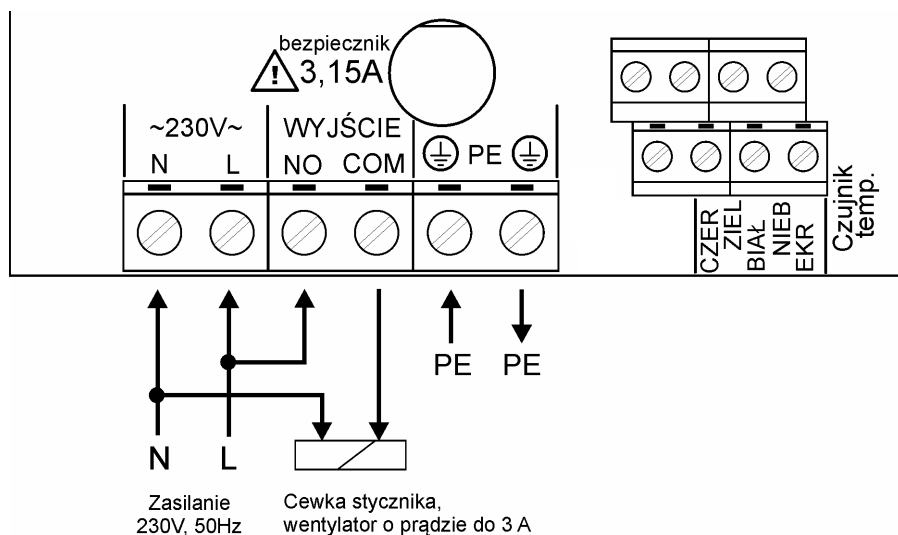 bezpiecznik
3,15A
~230V~
WYJŚCIE
N L NO COM PE
CZER
ZIEL
BIAŁ
NIEB
EKR
Czujnik
temp.
PE PE
N L
Zasilanie
230V, 50Hz
Cewka stycznika,
wentylator o prądzie do 3 A